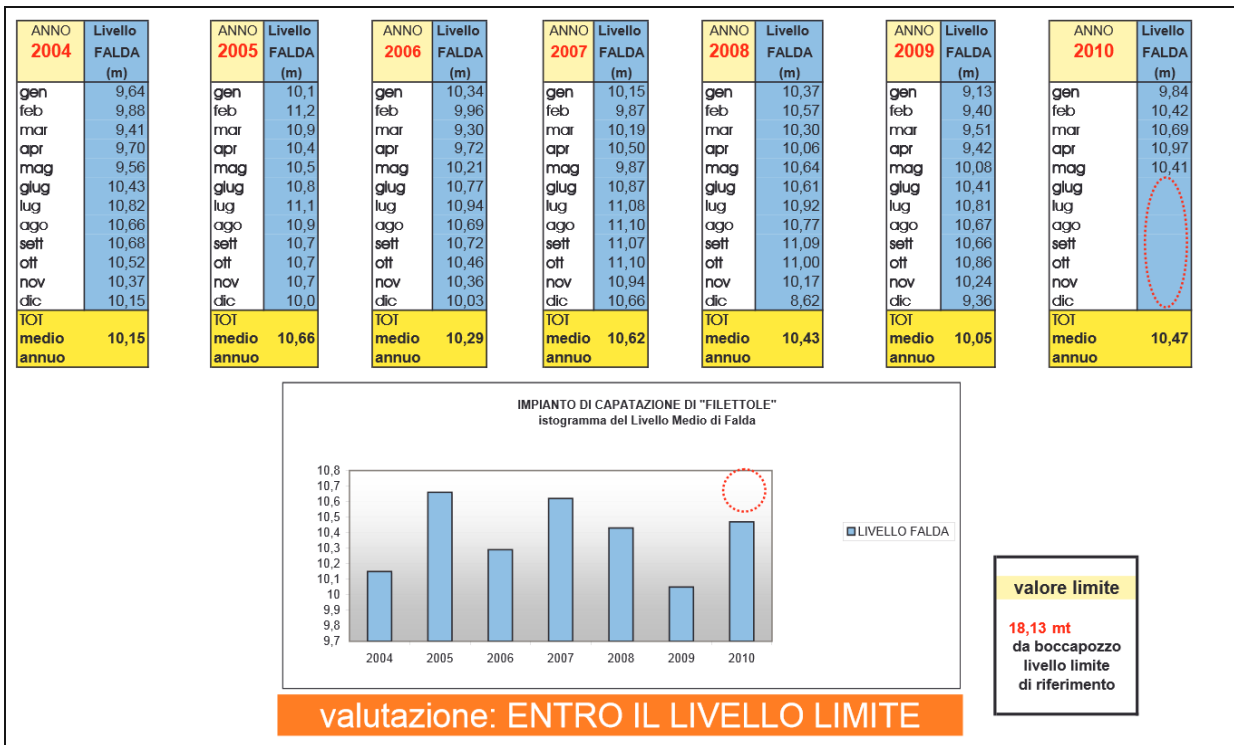 ANNO Livello ANNO Livello ANNO Livello ANNO Livello ANNO Livello ANNO Livello ANNO Livello
2004 FALDA 2005 FALDA 2006 FALDA 2007 FALDA 2008 FALDA 2009 FALDA 2010 FALDA
(m) (m) (m) (m) (m) (m) (m)
gen 9,64 gen 10,1 gen 10,34 gen 10,15 gen 10,37 gen 9,13 gen 9,84
feb 9,88 feb 11,2 feb 9,96 feb 9,87 feb 10,57 feb 9,40 feb 10,42
mar 9,41 mar 10,9 mar 9,30 mar 10,19 mar 10,30 mar 9,51 mar 10,69
apr 9,70 apr 10,4 apr 9,72 apr 10,50 apr 10,06 apr 9,42 apr 10,97
mag 9,56 mag 10,5 mag 10,21 mag 9,87 mag 10,64 mag 10,08 mag 10,41
giug 10,43 giug 10,8 giug 10,77 giug 10,87 giug 10,61 giug 10,41 giug
lug 10,82 lug 11,1 lug 10,94 lug 11,08 lug 10,92 lug 10,81 lug
ago 10,66 ago 10,9 ago 10,69 ago 11,10 ago 10,77 ago 10,67 ago
sett 10,68 sett 10,7 sett 10,72 sett 11,07 sett 11,09 sett 10,66 sett
ott 10,52 ott 10,7 ott 10,46 ott 11,10 ott 11,00 ott 10,86 ott
nov 10,37 nov 10,7 nov 10,36 nov 10,94 nov 10,17 nov 10,24 nov
dic 10,15 dic 10,0 dic 10,03 dic 10,66 dic 8,62 dic 9,36 dic
TOT TOT TOT TOT TOT TOT TOT
medio 10,15 medio 10,66 medio 10,29 medio 10,62 medio 10,43 medio 10,05 medio 10,47
annuo annuo annuo annuo annuo annuo annuo
IMPIANTO DI CAPATAZIONE DI "FILETTOLE"
istogramma del Livello Medio di Falda
10,8
10,7
10,6
10,5
10,4
10,3
10,2
10,1
10
9,9
9,8
9,7
2004 2005 2006 2007 2008 2009 2010
LIVELLO FALDA
valore limite
18,13 mt
da boccapozzo
livello limite
di riferimento
valutazione: ENTRO IL LIVELLO LIMITE